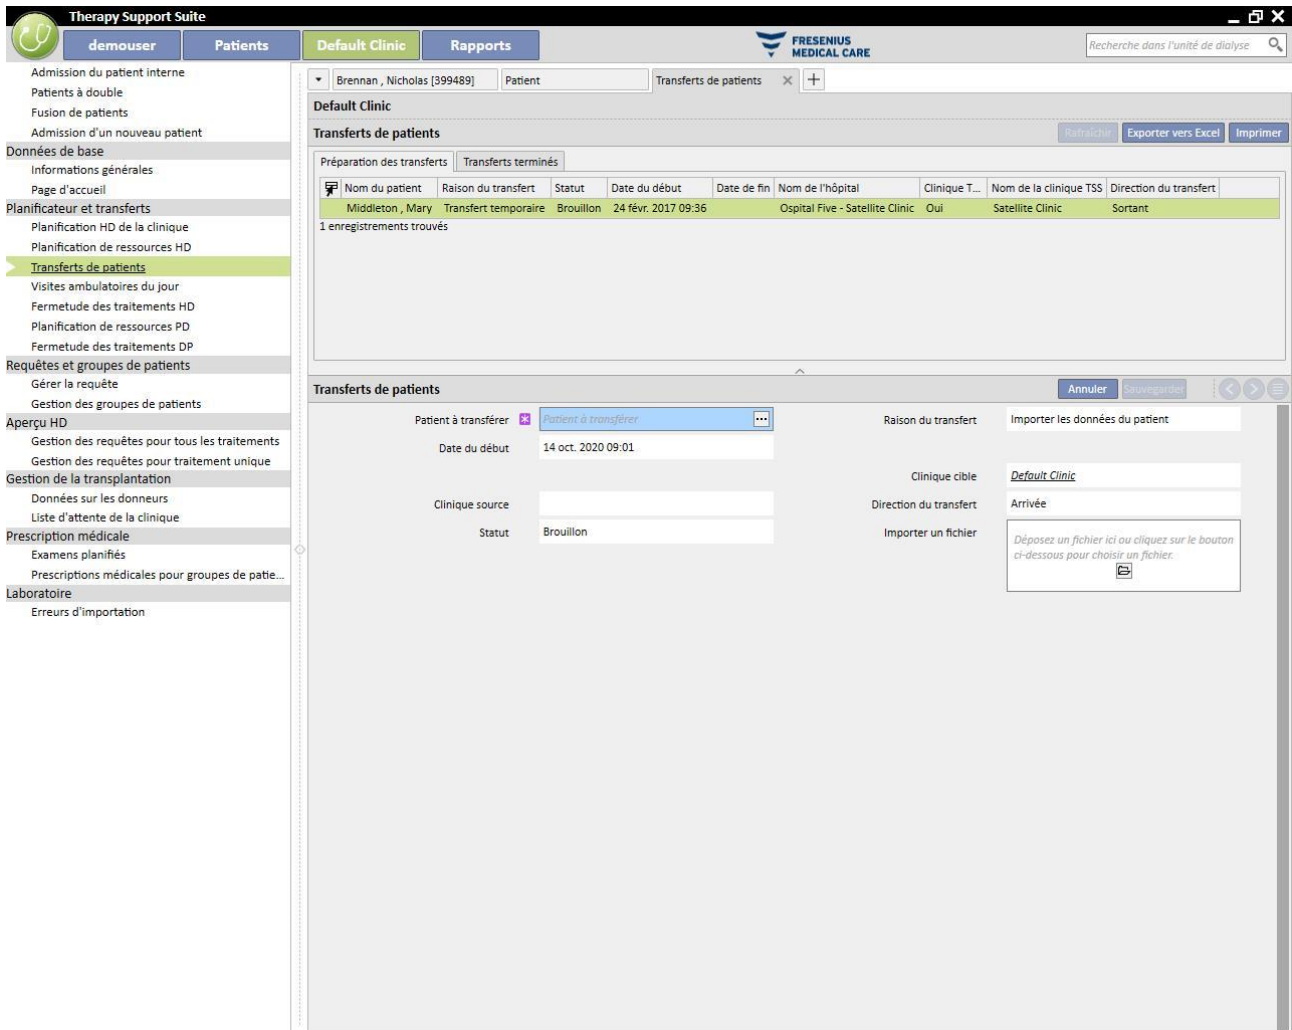 Therapy Support Suite
demouser Patients Default Clinic Rapports FRESENIUS MEDICAL CARE Recherche dans l'unité de dialyse
Admission du patient interne
Patients à double
Fusion de patients
Admission d'un nouveau patient
Données de base
Informations générales
Page d'accueil
Planificateur et transferts
Planification HD de la clinique
Planification de ressources HD
Transferts de patients
Visites ambulatoires du jour
Fermetude des traitements HD
Planification de ressources PD
Fermetude des traitements DP
Requêtes et groupes de patients
Gérer la requête
Gestion des groupes de patients
Aperçu HD
Gestion des requêtes pour tous les traitements
Gestion des requêtes pour traitement unique
Gestion de la transplantation
Données sur les donneurs
Liste d'attente de la clinique
Prescription médicale
Examens planifiés
Prescriptions médicales pour groupes de patie...
Laboratoire
Erreurs d'importation
Brennan , Nicholas [399489] Patient Transferts de patients
Default Clinic
Transferts de patients Rafraîchir Exporter vers Excel Imprimer
Préparation des transferts Transferts terminés
Nom du patient Raison du transfert Statut Date du début Date de fin Nom de l'hôpital Clinique T... Nom de la clinique TSS Direction du transfert
Middleton , Mary Transfert temporaire Brouillon 24 févr. 2017 09:36 Ospital Five - Satellite Clinic Oui Satellite Clinic Sortant
1 enregistrements trouvés
Transferts de patients Annuler Sauvegarder
Patient à transférer Patient à transférer Raison du transfert Importer les données du patient
Date du début 14 oct. 2020 09:01
Clinique cible Default Clinic
Clinique source Direction du transfert Arrivée
Statut Brouillon Importer un fichier Déposez un fichier ici ou cliquez sur le bouton
ci-dessous pour choisir un fichier.